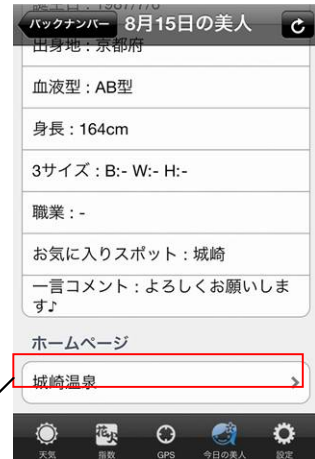 バックナンバー 8月15日の美人
出身地：京都府
血液型：AB型
身長：164cm
3サイズ：B:- W:- H:-
職業：-
お気に入りスポット：城崎
一言コメント：よろしくお願いしま
す♪
ホームページ
城崎温泉
天気 指数 GPS 今日の美人 設定